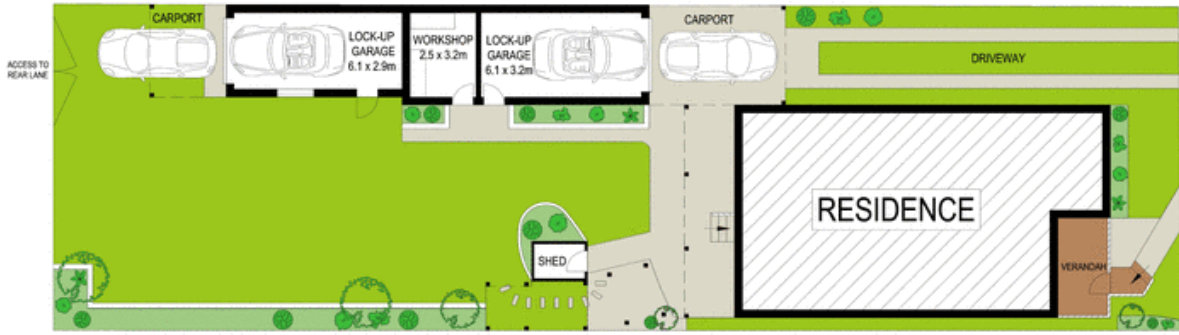 CARPORT
LOCK-UP
GARAGE
6.1 x 2.9m
WORKSHOP
2.5 x 3.2m
LOCK-UP
GARAGE
6.1 x 3.2m
CARPORT
DRIVEWAY
ACCESS TO
REAR LANE
RESIDENCE
SHED
VERANDAH